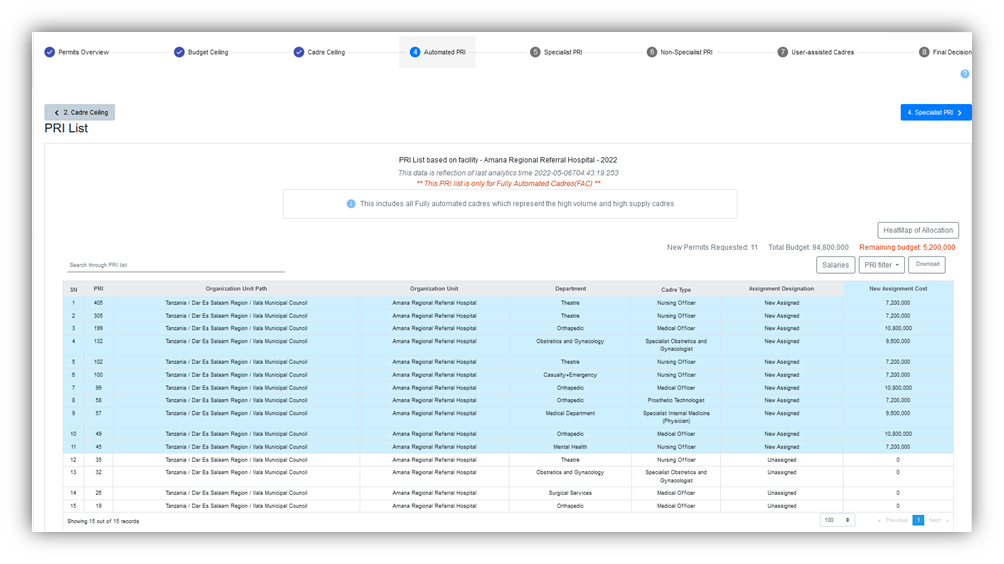 Permits Overview
Budget Ceiling
Cadre Ceiling
4 Automated PRI
5 Specialist PRI
6 Non-Specialist PRI
7 User-assisted Cadres
8 Final Decision
?
2. Cadre Ceiling
4. Specialist PRI
PRI List
PRI List based on facility - Amana Regional Referral Hospital - 2022
This data is reflection of last analytics time 2022-05-06T04:43:19.253
** This PRI list is only for Fully Automated Cadres(FAC) **
This includes all Fully automated cadres which represent the high volume and high supply cadres
HeatMap of Allocation
New Permits Requested: 11 Total Budget: 94,800,000 Remaining budget: 5,200,000
Search through PRI list
Salaries PRI filter Download
SN PRI Organization Unit Path Organization Unit Department Cadre Type Assignment Designation New Assignment Cost
1 405 Tanzania / Dar Es Salaam Region / Ilala Municipal Council Amana Regional Referral Hospital Theatre Nursing Officer New Assigned 7,200,000
2 305 Tanzania / Dar Es Salaam Region / Ilala Municipal Council Amana Regional Referral Hospital Theatre Nursing Officer New Assigned 7,200,000
3 199 Tanzania / Dar Es Salaam Region / Ilala Municipal Council Amana Regional Referral Hospital Orthapedic Medical Officer New Assigned 10,800,000
4 132 Tanzania / Dar Es Salaam Region / Ilala Municipal Council Amana Regional Referral Hospital Obstetrics and Gynacology Specialist Obstetrics and New Assigned 9,600,000
Gynacologist
5 102 Tanzania / Dar Es Salaam Region / Ilala Municipal Council Amana Regional Referral Hospital Theatre Nursing Officer New Assigned 7,200,000
6 100 Tanzania / Dar Es Salaam Region / Ilala Municipal Council Amana Regional Referral Hospital Casualty+Emergency Nursing Officer New Assigned 7,200,000
7 99 Tanzania / Dar Es Salaam Region / Ilala Municipal Council Amana Regional Referral Hospital Orthapedic Medical Officer New Assigned 10,800,000
8 58 Tanzania / Dar Es Salaam Region / Ilala Municipal Council Amana Regional Referral Hospital Orthapedic Prosthetic Technologist New Assigned 7,200,000
9 57 Tanzania / Dar Es Salaam Region / Ilala Municipal Council Amana Regional Referral Hospital Medical Department Specialist Internal Medicine New Assigned 9,600,000
(Physician)
10 49 Tanzania / Dar Es Salaam Region / Ilala Municipal Council Amana Regional Referral Hospital Orthapedic Medical Officer New Assigned 10,800,000
11 45 Tanzania / Dar Es Salaam Region / Ilala Municipal Council Amana Regional Referral Hospital Mental Health Nursing Officer New Assigned 7,200,000
12 35 Tanzania / Dar Es Salaam Region / Ilala Municipal Council Amana Regional Referral Hospital Theatre Nursing Officer Unassigned 0
13 32 Tanzania / Dar Es Salaam Region / Ilala Municipal Council Amana Regional Referral Hospital Obstetrics and Gynacology Specialist Obstetrics and Unassigned 0
Gynacologist
14 26 Tanzania / Dar Es Salaam Region / Ilala Municipal Council Amana Regional Referral Hospital Surgical Services Medical Officer Unassigned 0
15 19 Tanzania / Dar Es Salaam Region / Ilala Municipal Council Amana Regional Referral Hospital Orthapedic Medical Officer Unassigned 0
Showing 15 out of 15 records
100 « Previous 1 Next »